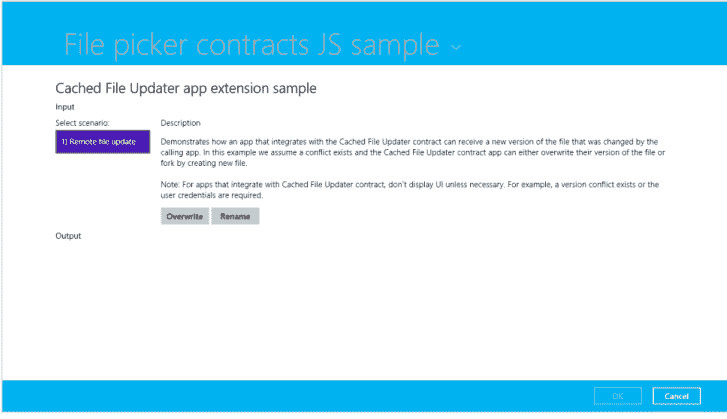 File picker contracts JS sample
Cached File Updater app extension sample
Input
Select scenario:
Description
1) Remote file update
Demonstrates how an app that integrates with the Cached File Updater contract can receive a new version of the file that was changed by the
calling app. In this example we assume a conflict exists and the Cached File Updater contract app can either overwrite their version of the file or
fork by creating new file.
Note: For apps that integrate with Cached File Updater contract, don't display UI unless necessary. For example, a version conflict exists or the
user credentials are required.
Overwrite
Rename
Output
OK
Cancel